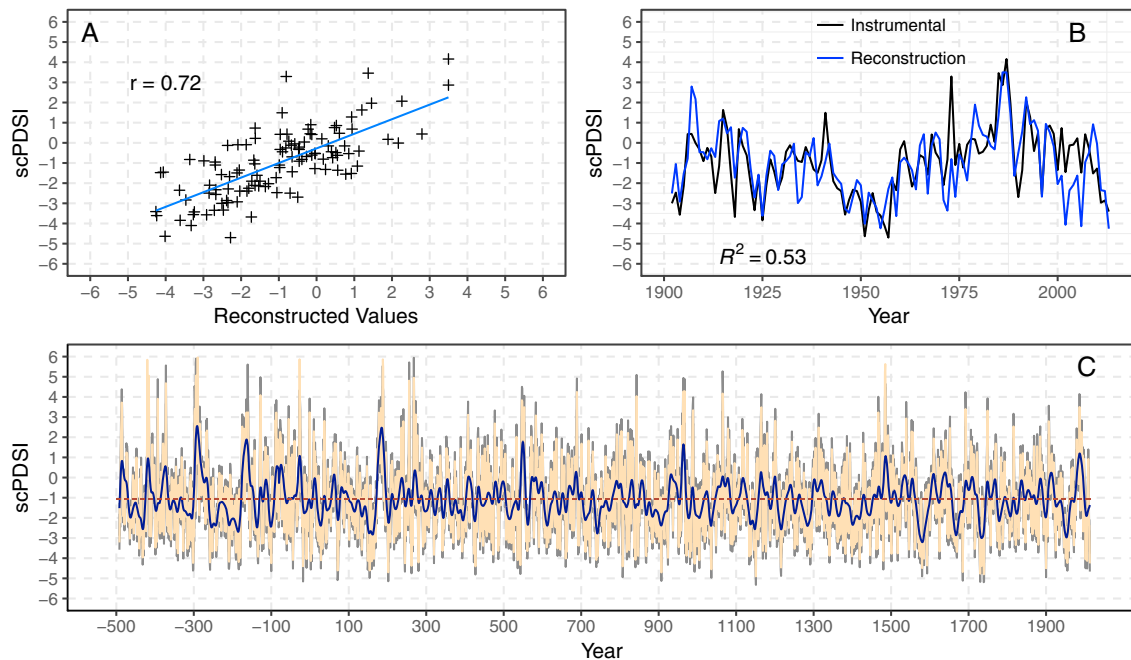 A
r = 0.72
scPDSI
6
5
4
3
2
1
0
−1
−2
−3
−4
−5
−6
−6 −5 −4 −3 −2 −1 0 1 2 3 4 5 6
Reconstructed Values
B
Instrumental
Reconstruction
R² = 0.53
scPDSI
6
5
4
3
2
1
0
−1
−2
−3
−4
−5
−6
1900 1925 1950 1975 2000
Year
C
scPDSI
6
5
4
3
2
1
0
−1
−2
−3
−4
−5
−6
−500 −300 −100 100 300 500 700 900 1100 1300 1500 1700 1900
Year